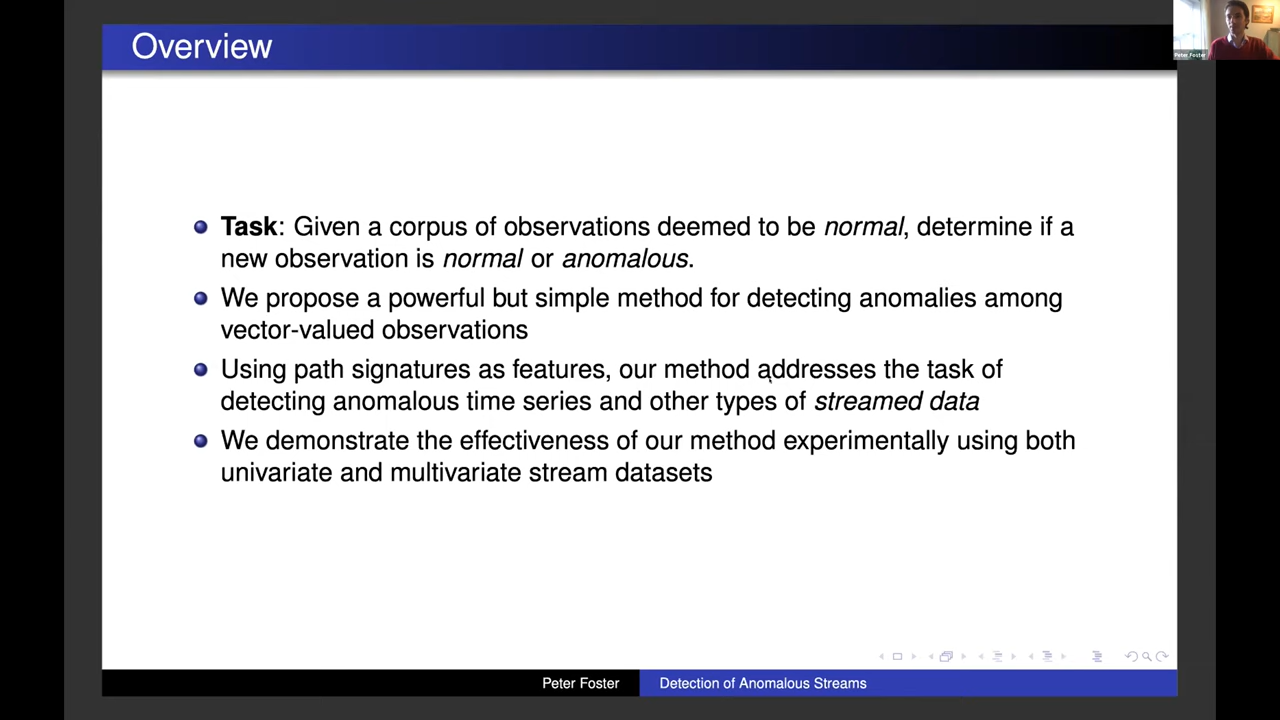 Overview
Peter Foster
Task: Given a corpus of observations deemed to be normal, determine if a
new observation is normal or anomalous.
We propose a powerful but simple method for detecting anomalies among
vector-valued observations
Using path signatures as features, our method addresses the task of
detecting anomalous time series and other types of streamed data
We demonstrate the effectiveness of our method experimentally using both
univariate and multivariate stream datasets
Peter Foster
Detection of Anomalous Streams